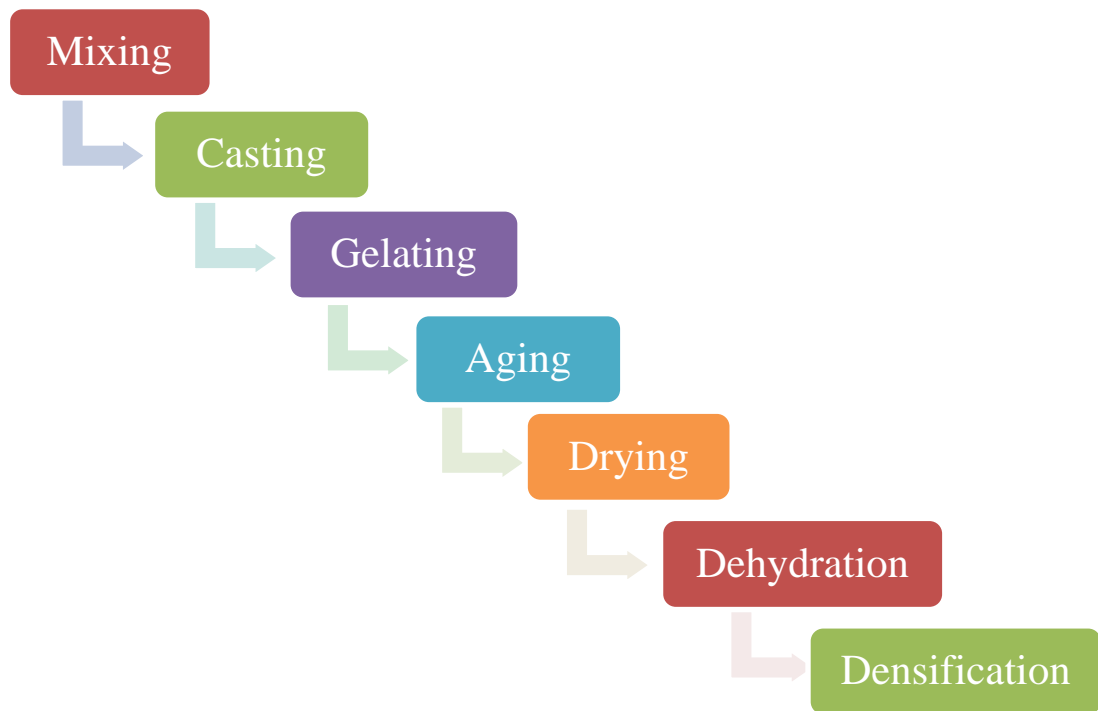 Mixing
Casting
Gelating
Aging
Drying
Dehydration
Densification